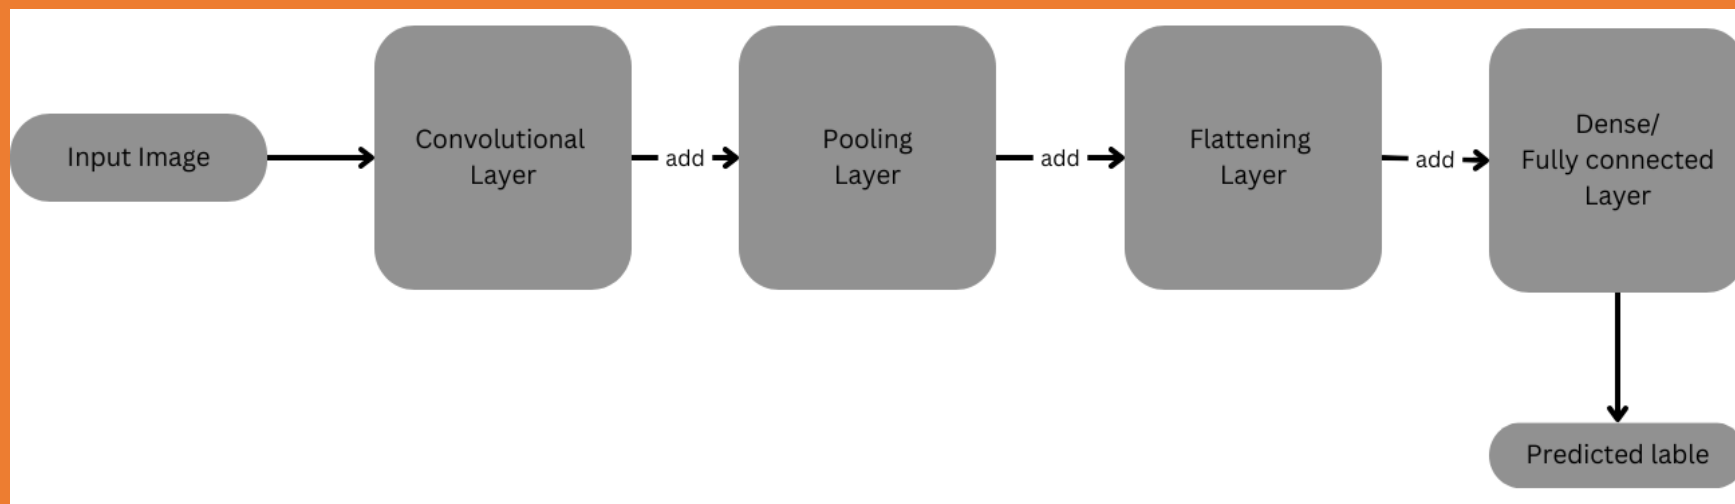 Input Image
Convolutional
Layer
add
Pooling
Layer
add
Flattening
Layer
add
Dense/
Fully connected
Layer
Predicted lable